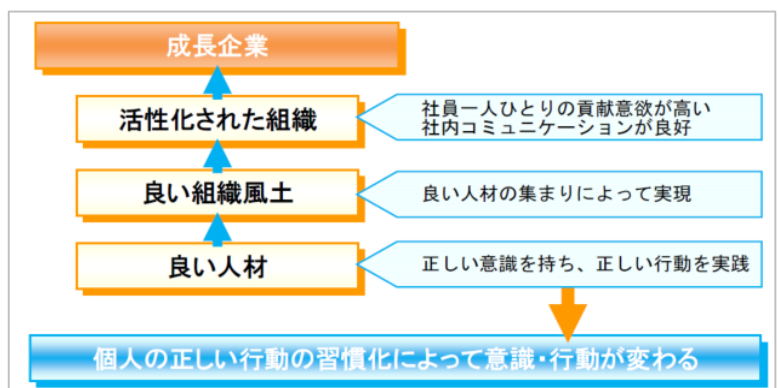 成長企業
活性化された組織
社員一人ひとりの貢献意欲が高い
社内コミュニケーションが良好
良い組織風土
良い人材の集まりによって実現
良い人材
正しい意識を持ち、正しい行動を実践
個人の正しい行動の習慣化によって意識・行動が変わる